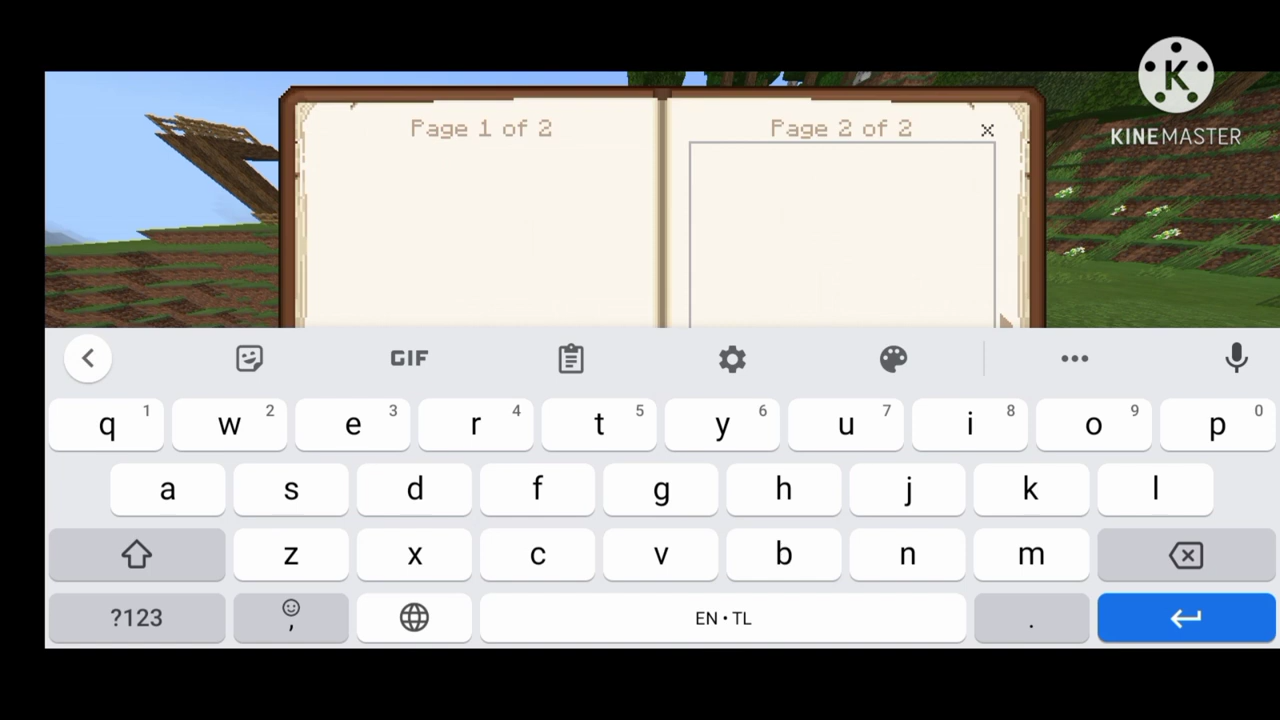 K
KINEMASTER
Page 1 of 2
Page 2 of 2 x
GIF
q 1 w 2 e 3 r 4 t 5 y 6 u 7 i 8 o 9 p 0
a s d f g h j k l
z x c v b n m
?123 , EN • TL .